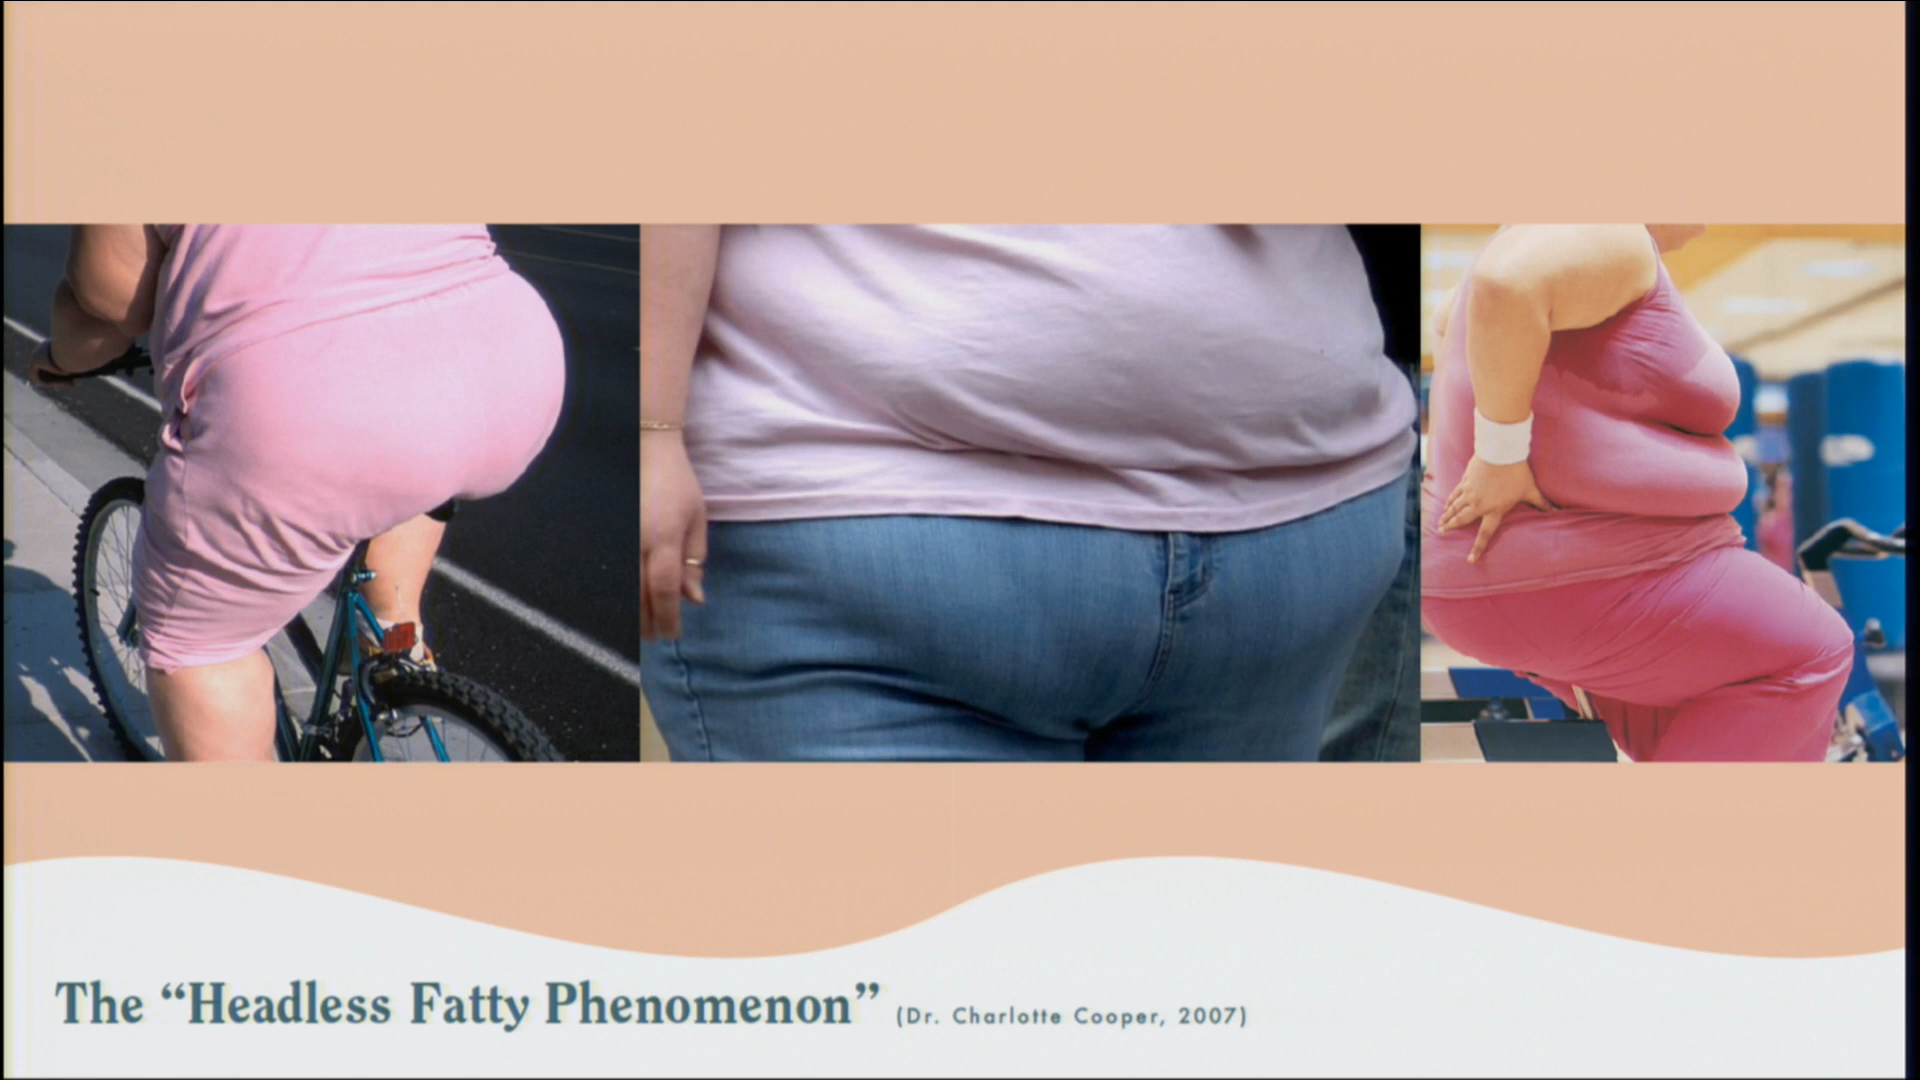 The “Headless Fatty Phenomenon” (Dr. Charlotte Cooper, 2007)